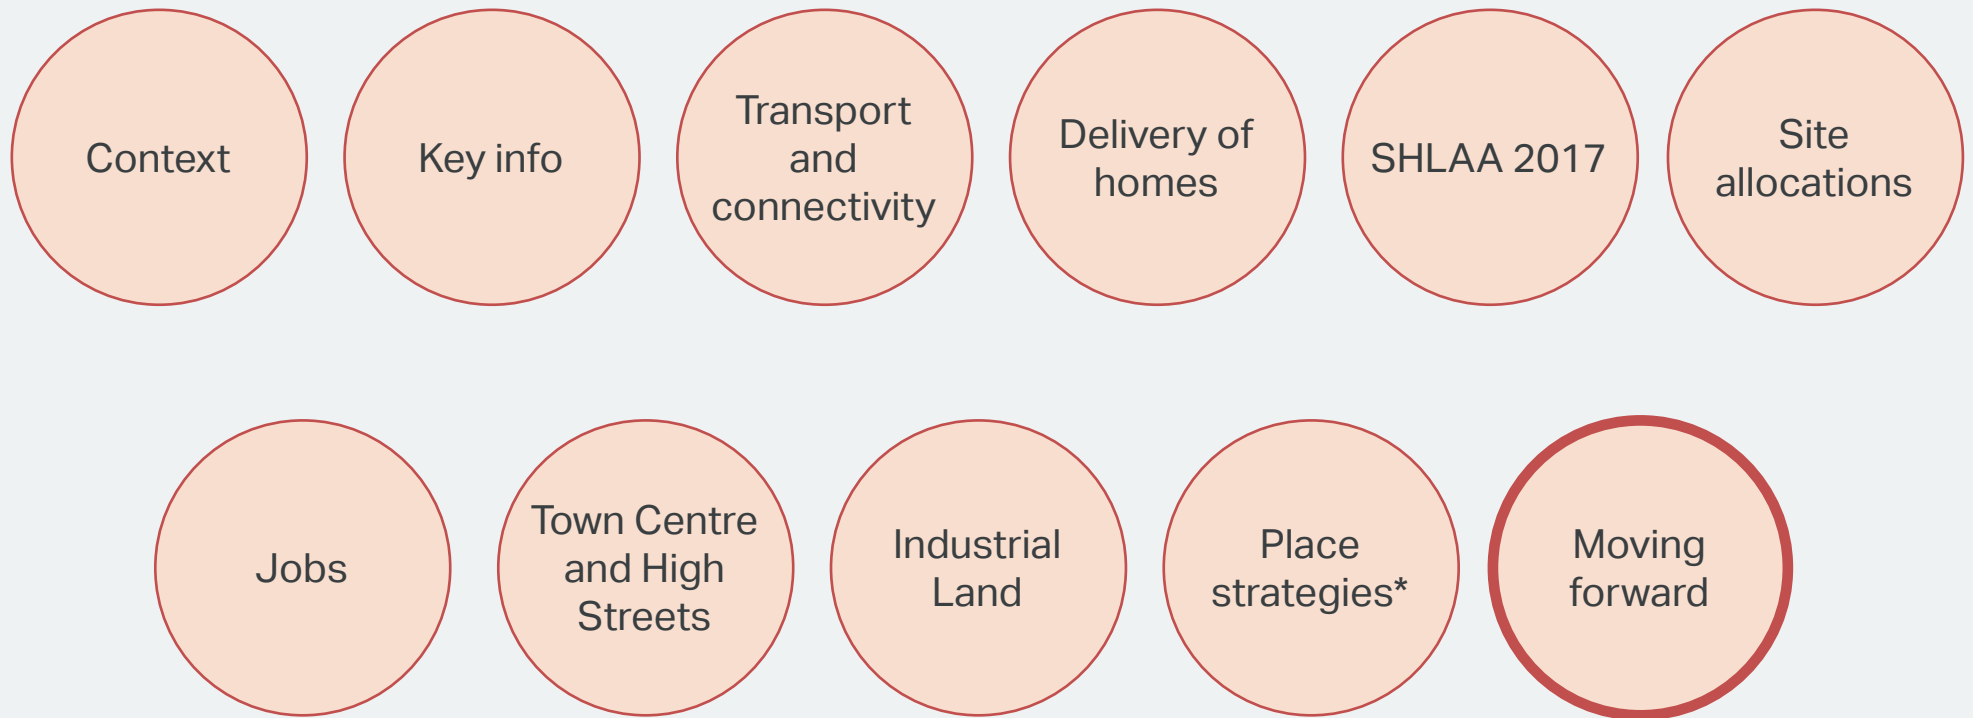 Context
Key info
Transport
and
connectivity
Delivery of
homes
SHLAA 2017
Site
allocations
Jobs
Town Centre
and High
Streets
Industrial
Land
Place
strategies*
Moving
forward